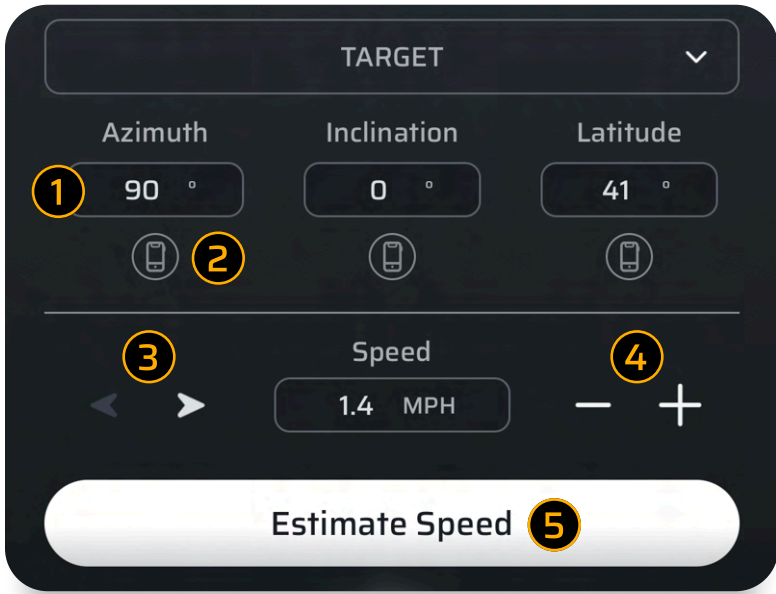 TARGET
Azimuth Inclination Latitude
1 90 ° 0 ° 41 °
2
3 Speed 4
1.4 MPH
Estimate Speed 5